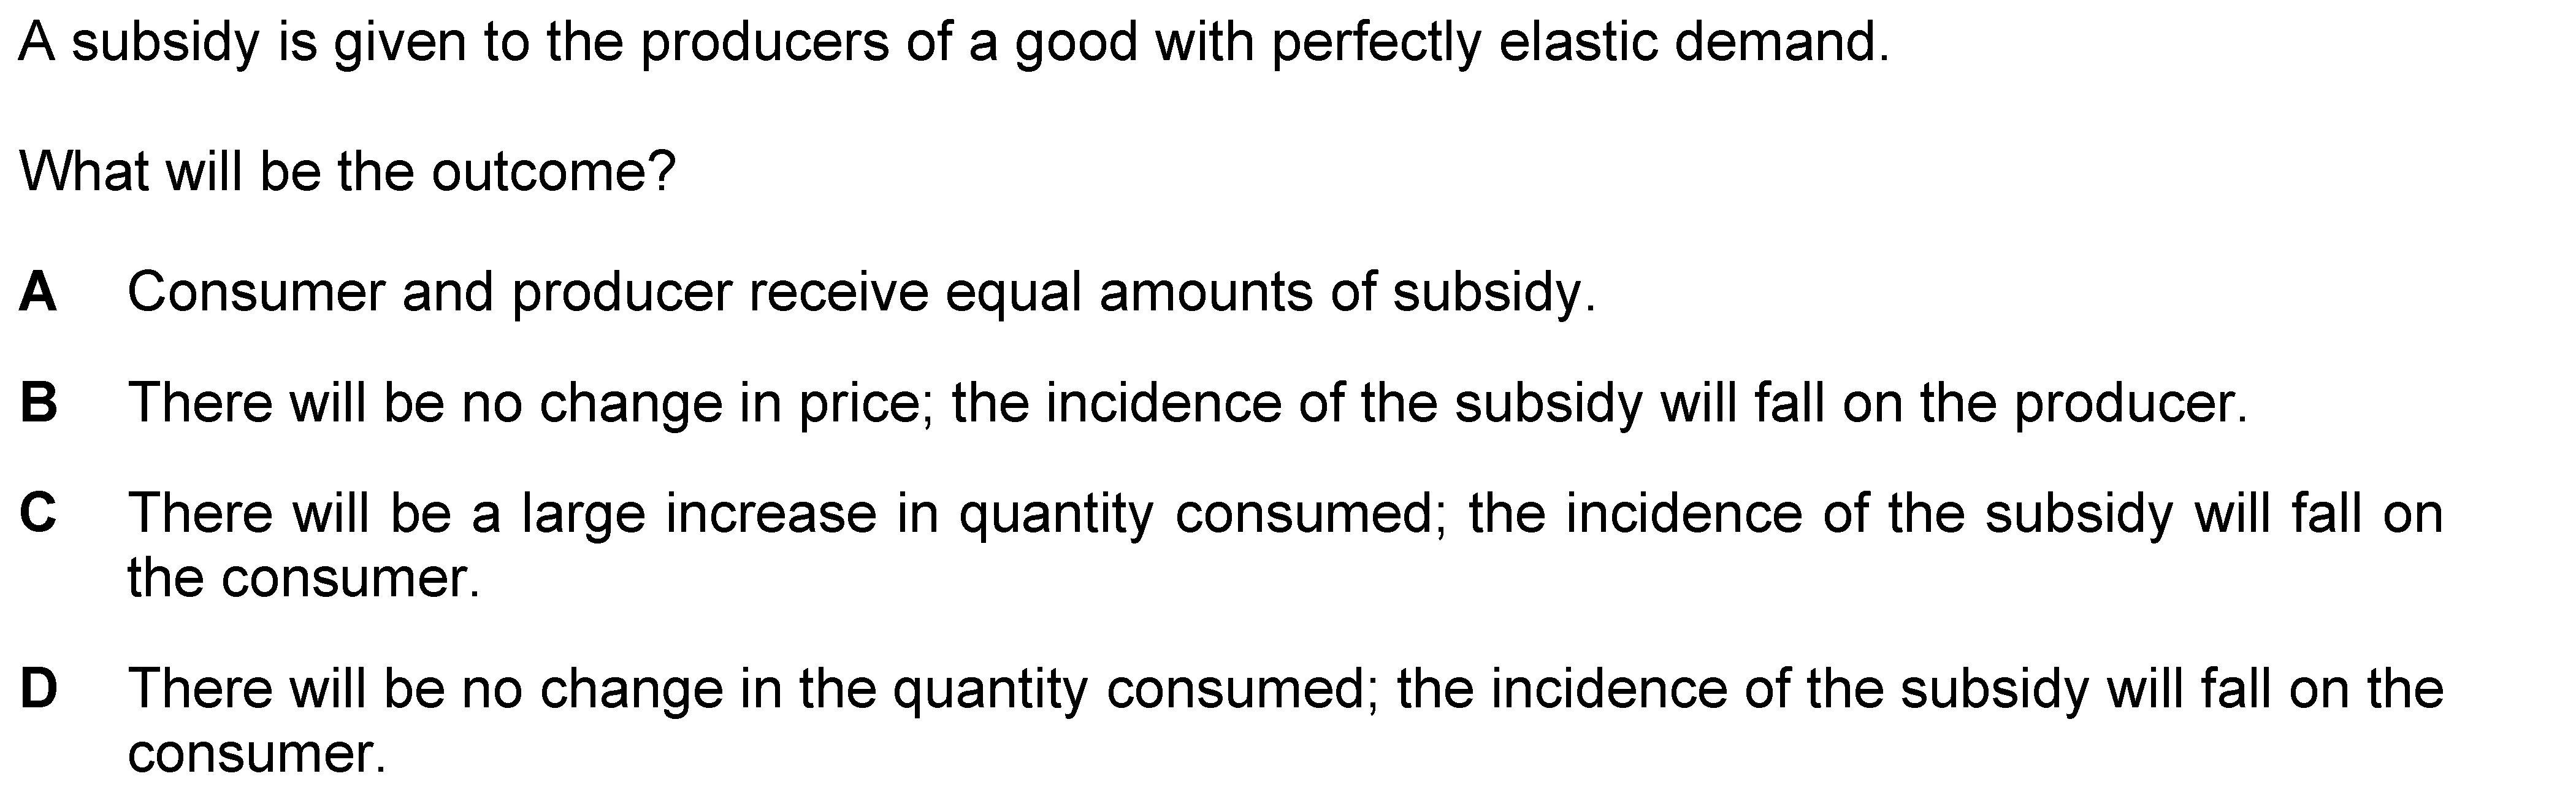 A subsidy is given to the producers of a good with perfectly elastic demand.
What will be the outcome?
A Consumer and producer receive equal amounts of subsidy.
B There will be no change in price; the incidence of the subsidy will fall on the producer.
C There will be a large increase in quantity consumed; the incidence of the subsidy will fall on
the consumer.
D There will be no change in the quantity consumed; the incidence of the subsidy will fall on the
consumer.